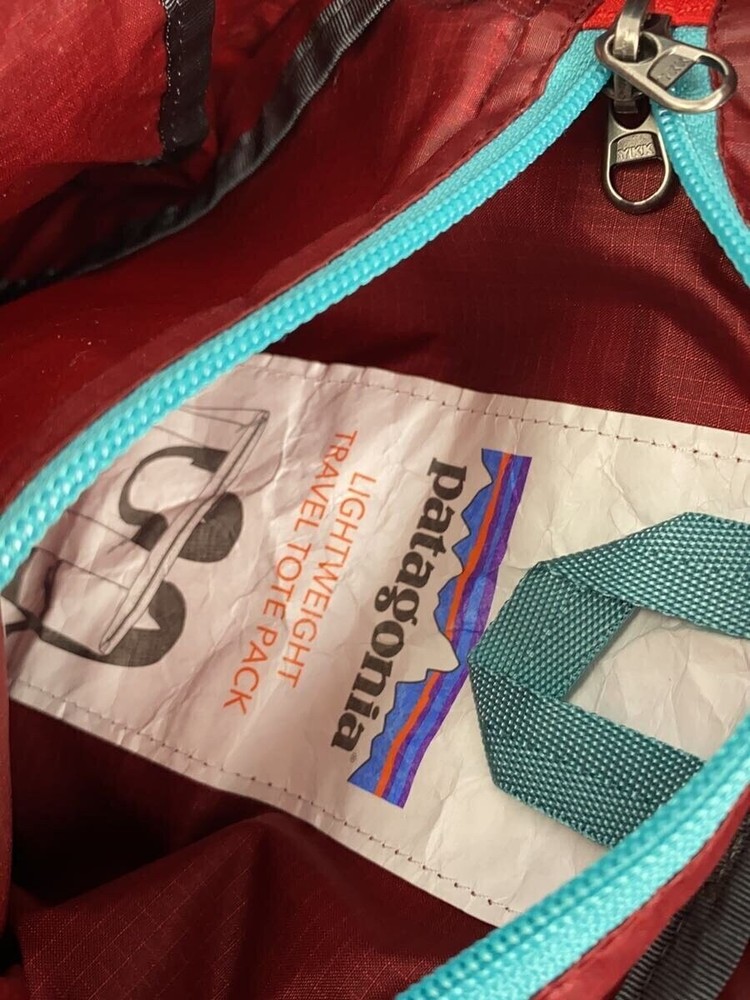 YKK
YKK
patagonia®
LIGHTWEIGHT
TRAVEL TOTE PACK